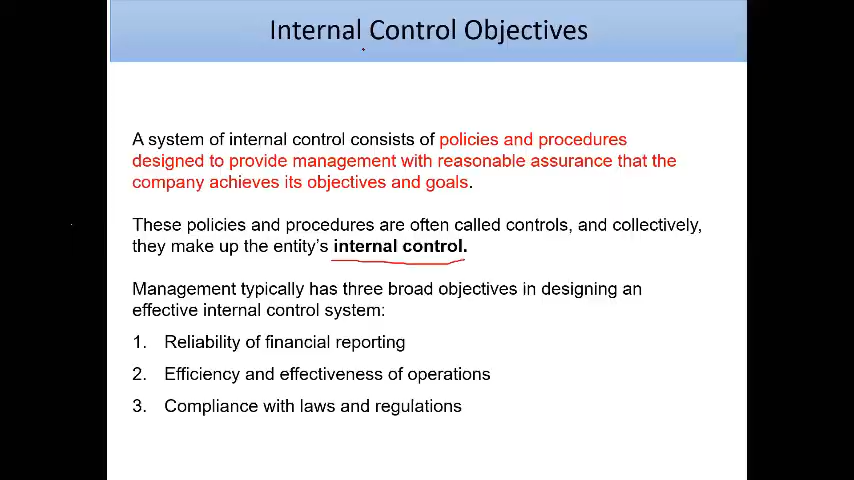 Internal Control Objectives
A system of internal control consists of policies and procedures
designed to provide management with reasonable assurance that the
company achieves its objectives and goals.
These policies and procedures are often called controls, and collectively,
they make up the entity's internal control.
Management typically has three broad objectives in designing an
effective internal control system:
1. Reliability of financial reporting
2. Efficiency and effectiveness of operations
3. Compliance with laws and regulations